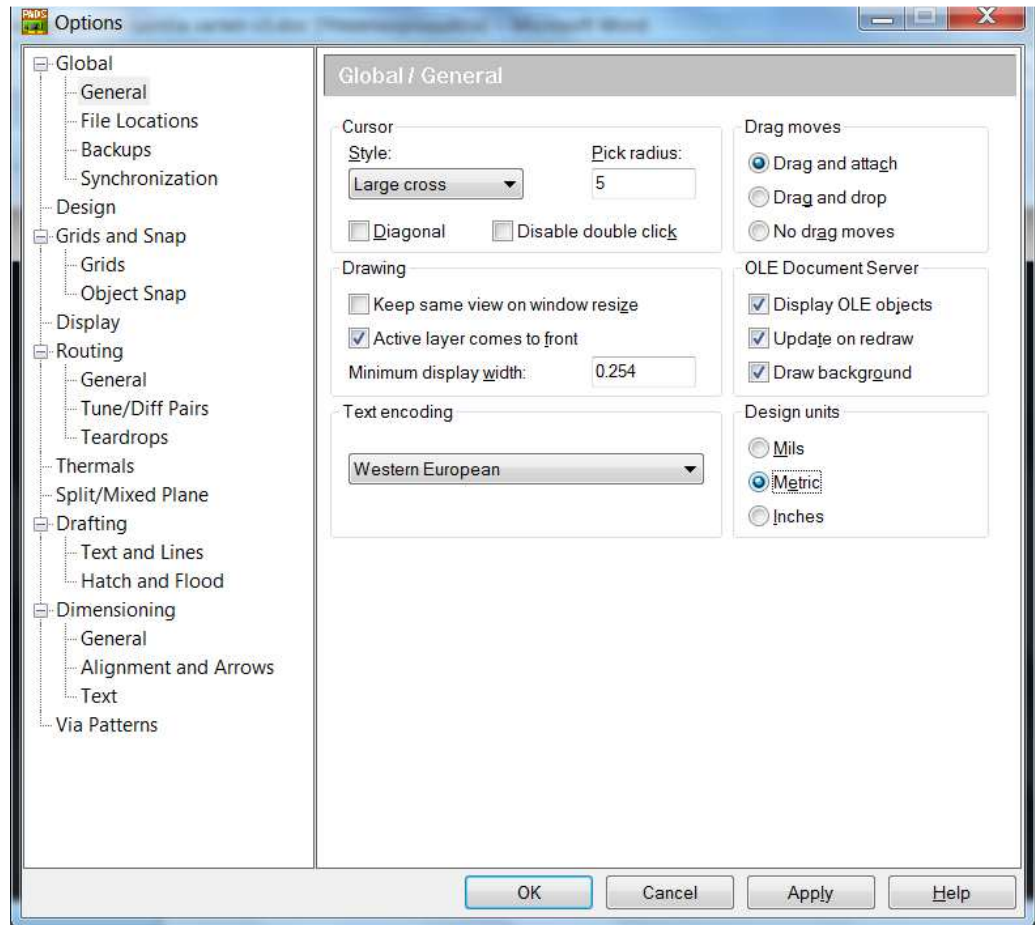 PADS
Options
Global
General
File Locations
Backups
Synchronization
Design
Grids and Snap
Grids
Object Snap
Display
Routing
General
Tune/Diff Pairs
Teardrops
Thermals
Split/Mixed Plane
Drafting
Text and Lines
Hatch and Flood
Dimensioning
General
Alignment and Arrows
Text
Via Patterns
Global / General
Cursor
Style:
Pick radius:
Large cross
5
Diagonal
Disable double click
Drag moves
Drag and attach
Drag and drop
No drag moves
Drawing
Keep same view on window resize
Active layer comes to front
Minimum display width:
0.254
OLE Document Server
Display OLE objects
Update on redraw
Draw background
Text encoding
Western European
Design units
Mils
Metric
Inches
OK
Cancel
Apply
Help